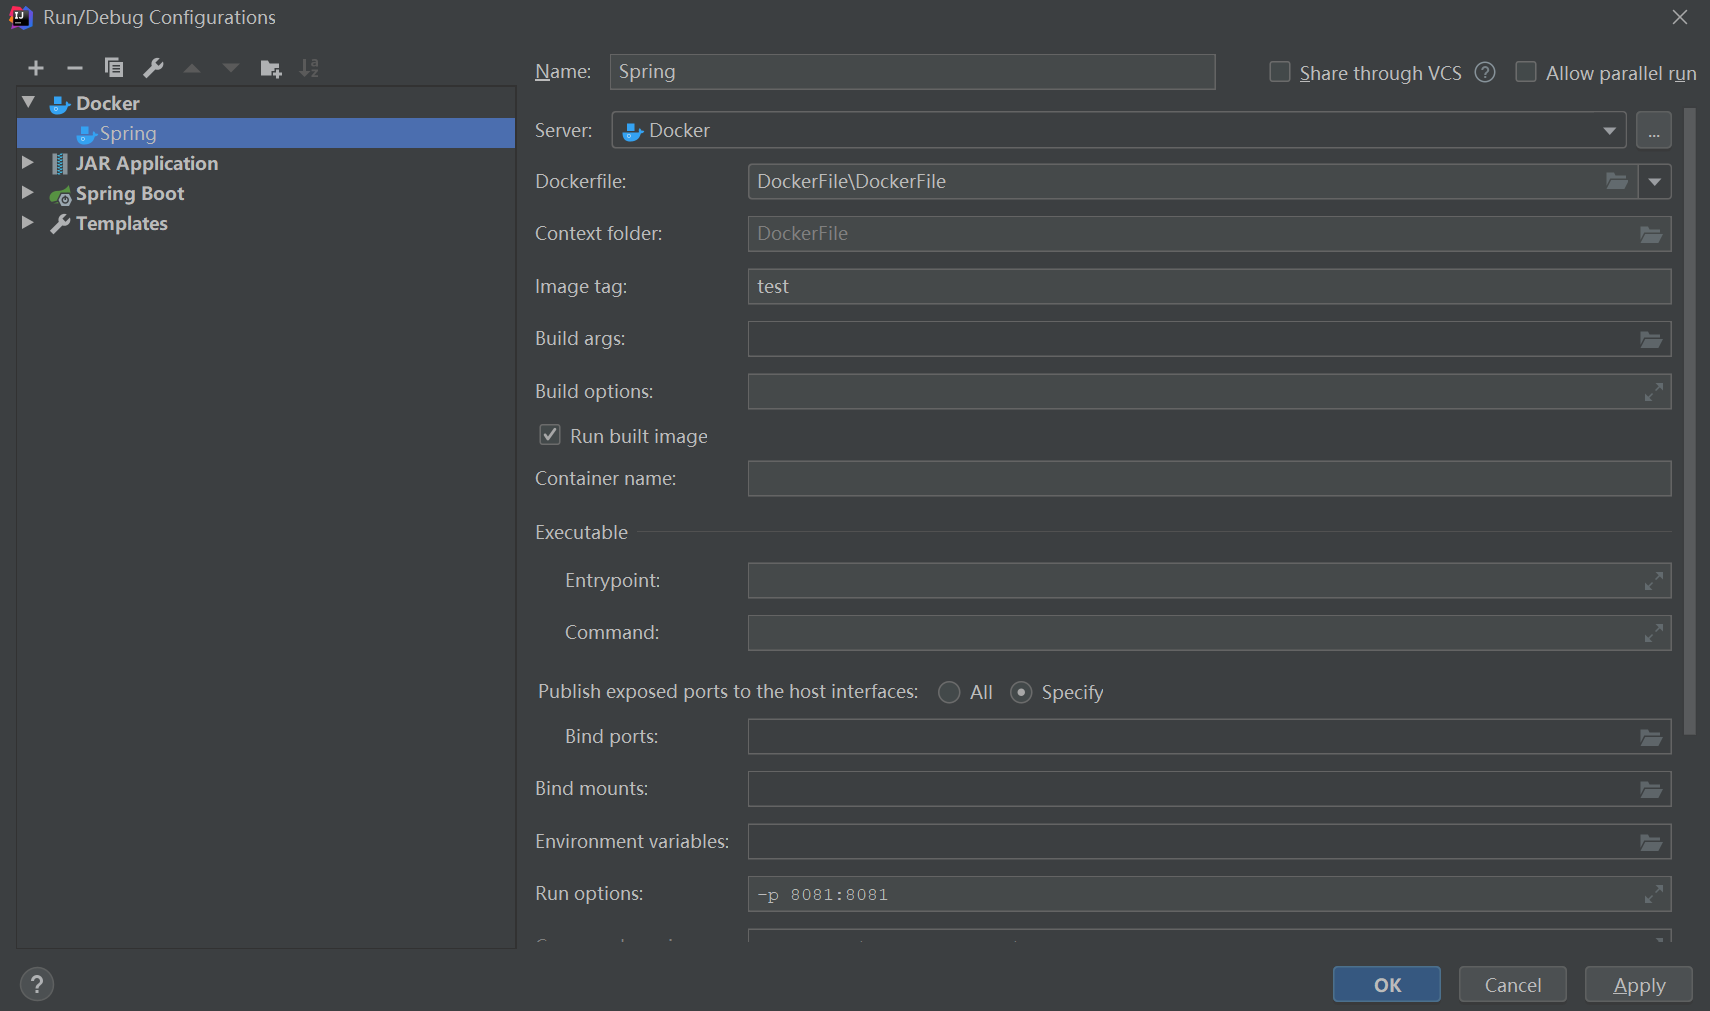 Run/Debug Configurations
Name: Spring Share through VCS ? Allow parallel run
Docker
Spring
JAR Application
Spring Boot
Templates
Server: Docker ...
Dockerfile: DockerFile\DockerFile
Context folder: DockerFile
Image tag: test
Build args:
Build options:
Run built image
Container name:
Executable
Entrypoint:
Command:
Publish exposed ports to the host interfaces: All Specify
Bind ports:
Bind mounts:
Environment variables:
Run options: -p 8081:8081
? OK Cancel Apply